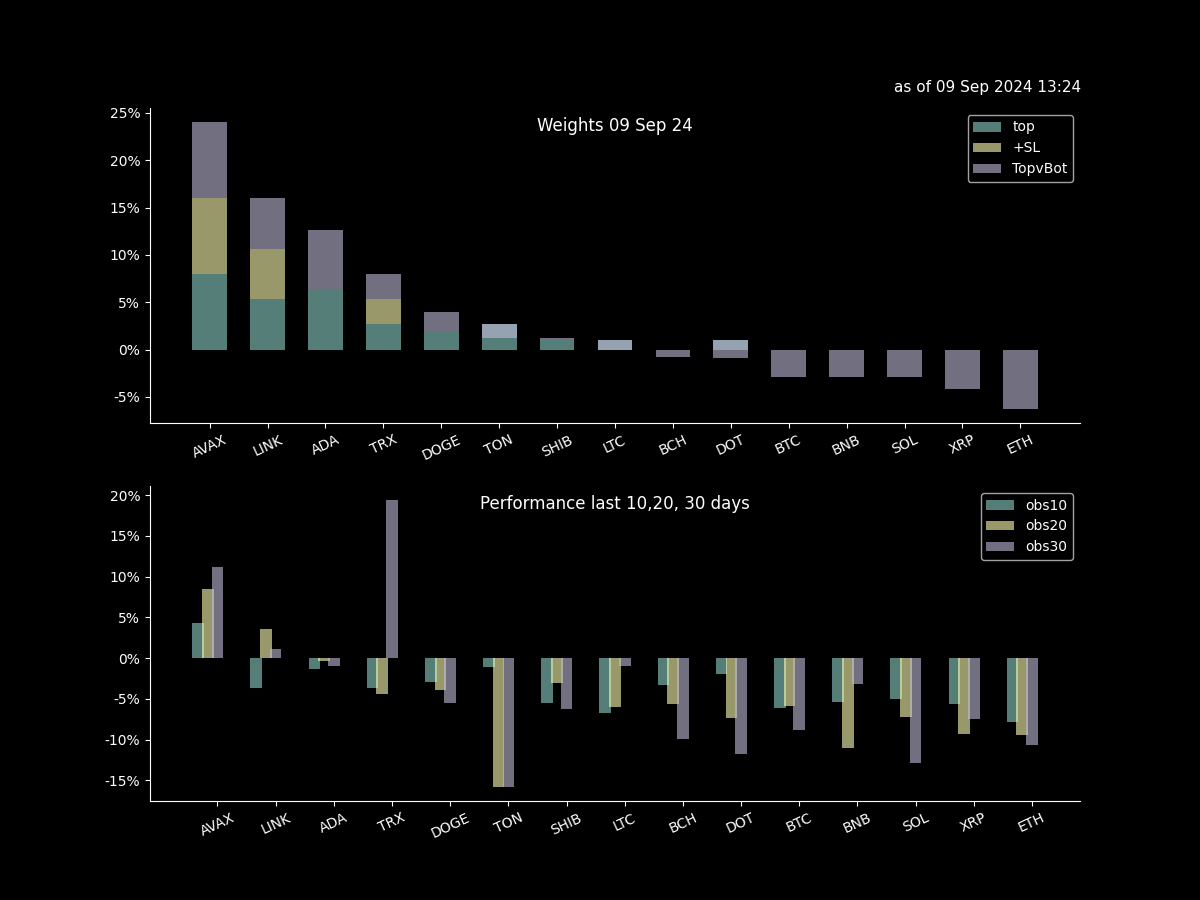 as of 09 Sep 2024 13:24
Weights 09 Sep 24
25%
20%
15%
10%
5%
0%
-5%
top
+SL
TopvBot
AVAX LINK ADA TRX DOGE TON SHIB LTC BCH DOT BTC BNB SOL XRP ETH
Performance last 10,20, 30 days
20%
15%
10%
5%
0%
-5%
-10%
-15%
obs10
obs20
obs30
AVAX LINK ADA TRX DOGE TON SHIB LTC BCH DOT BTC BNB SOL XRP ETH